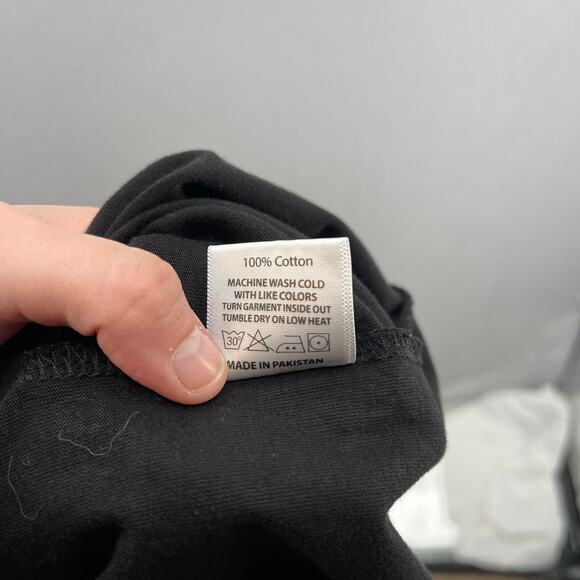 100% Cotton
MACHINE WASH COLD
WITH LIKE COLORS
TURN GARMENT INSIDE OUT
TUMBLE DRY ON LOW HEAT
30°
MADE IN PAKISTAN